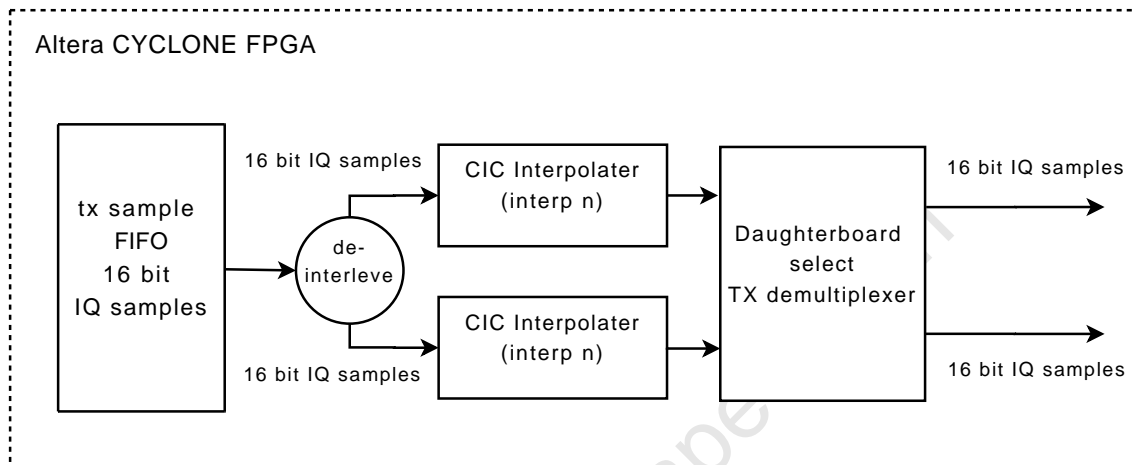 Altera CYCLONE FPGA
tx sample
FIFO
16 bit
IQ samples
16 bit IQ samples
de-
interleve
16 bit IQ samples
CIC Interpolater
(interp n)
CIC Interpolater
(interp n)
Daughterboard
select
TX demultiplexer
16 bit IQ samples
16 bit IQ samples